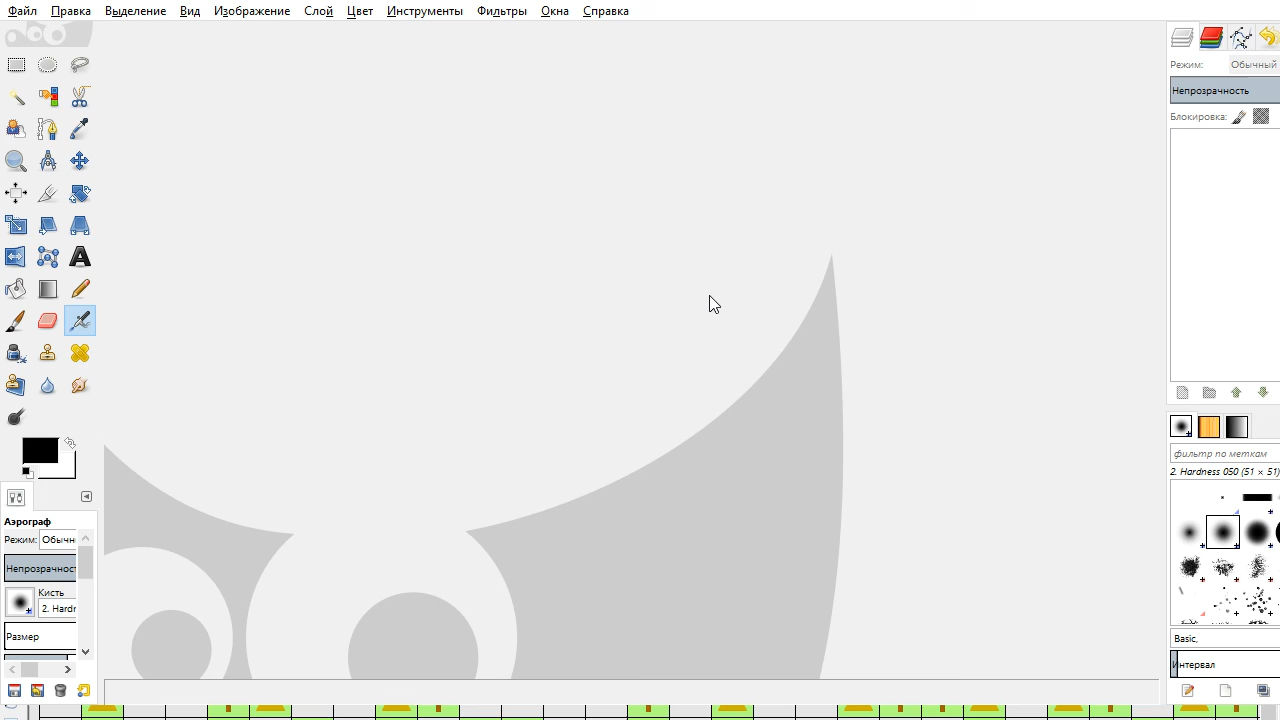 Файл Правка Выделение Вид Изображение Слой Цвет Инструменты Фильтры Окна Справка
Режим: Обычный
Непрозрачность
Блокировка:
фильтр по меткам
2. Hardness 050 (51 × 51)
Аэрограф
Режим: Обычн
Непрозрачност
Кисть
2. Hardn
Размер
Basic,
Интервал